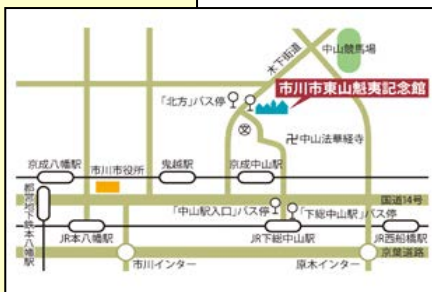 木下街道
中山競馬場
市川市東山魁夷記念館
「北方」バス停
文
卍中山法華経寺
京成八幡駅
市川市役所
鬼越駅
京成中山駅
都営地下鉄本八幡駅
国道14号
「中山駅入口」バス停
「下総中山駅」バス停
JR本八幡駅
JR下総中山駅
JR西船橋駅
京葉道路
市川インター
原木インター